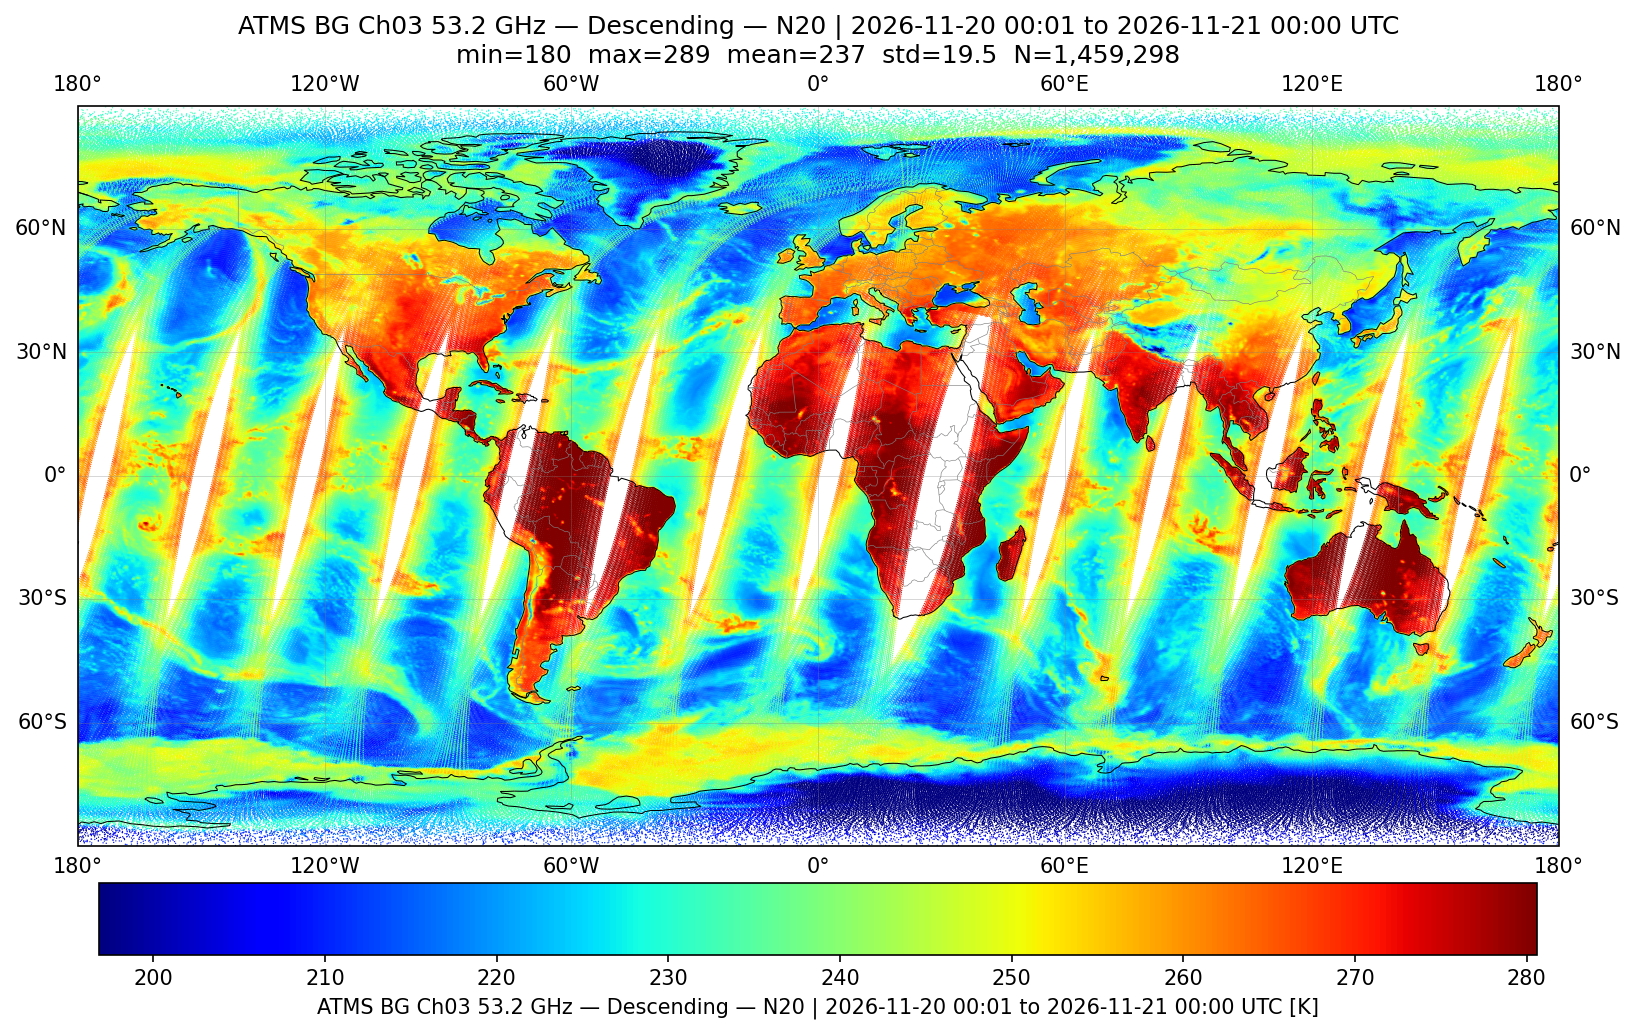 ATMS BG Ch03 53.2 GHz — Descending — N20 | 2026-11-20 00:01 to 2026-11-21 00:00 UTC
min=180 max=289 mean=237 std=19.5 N=1,459,298
180° 120°W 60°W 0° 60°E 120°E 180°
60°N 60°N
30°N 30°N
0° 0°
30°S 30°S
60°S 60°S
180° 120°W 60°W 0° 60°E 120°E 180°
200 210 220 230 240 250 260 270 280
ATMS BG Ch03 53.2 GHz — Descending — N20 | 2026-11-20 00:01 to 2026-11-21 00:00 UTC [K]